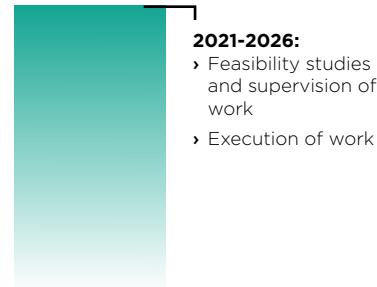 2021-2026:
› Feasibility studies
and supervision of
work
› Execution of work